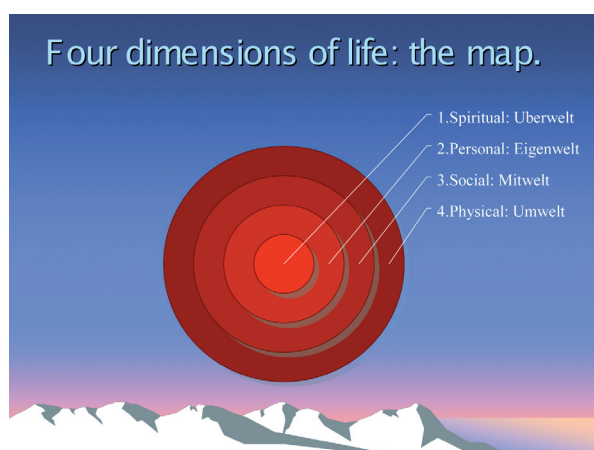 Four dimensions of life: the map.
1.Spiritual: Uberwelt
2.Personal: Eigenwelt
3.Social: Mitwelt
4.Physical: Umwelt